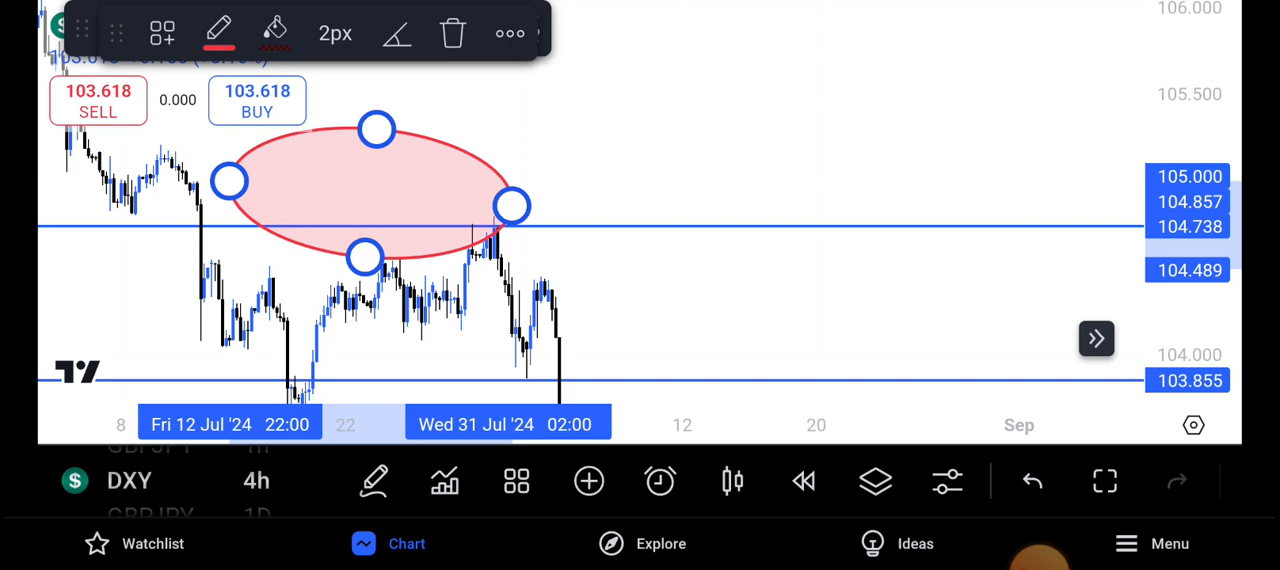 2px
106.000
103.618
SELL
0.000
103.618
BUY
105.500
105.000
104.857
104.738
104.489
104.000
103.855
8
Fri 12 Jul '24 22:00
22
Wed 31 Jul '24 02:00
12
20
Sep
DXY 4h
GBPJPY 1D
Watchlist
Chart
Explore
Ideas
Menu